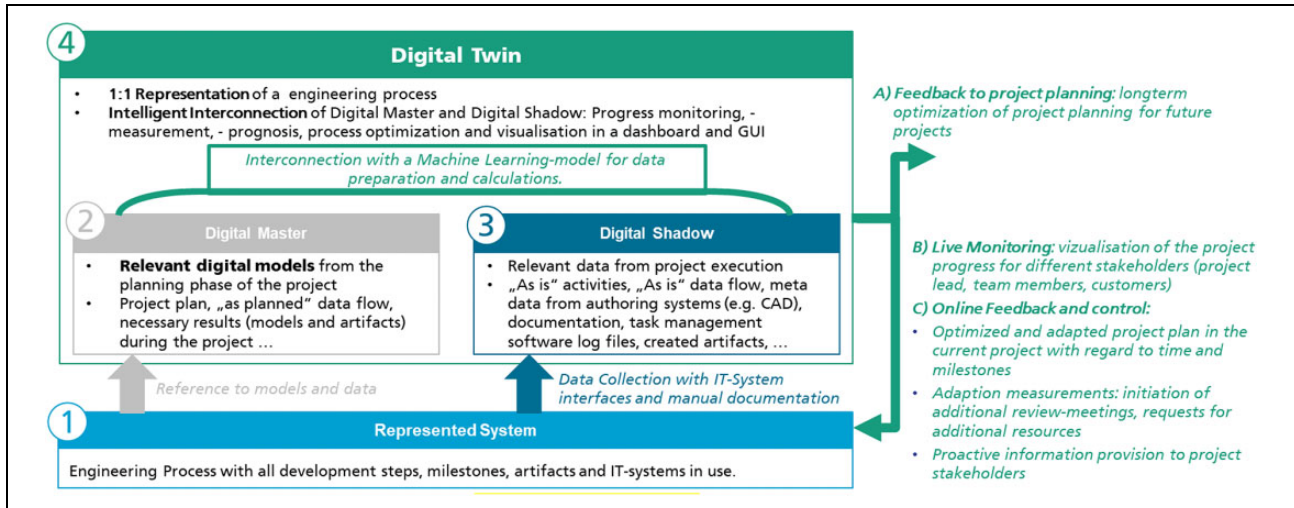 4
Digital Twin
• 1:1 Representation of a engineering process
• Intelligent Interconnection of Digital Master and Digital Shadow: Progress monitoring, -
measurement, - prognosis, process optimization and visualisation in a dashboard and GUI
Interconnection with a Machine Learning-model for data
preparation and calculations.
2
Digital Master
• Relevant digital models from the
planning phase of the project
• Project plan, „as planned“ data flow,
necessary results (models and artifacts)
during the project ...
3
Digital Shadow
• Relevant data from project execution
• „As is“ activities, „As is“ data flow, meta
data from authoring systems (e.g. CAD),
documentation, task management
software log files, created artifacts, ...
Reference to models and data
Data Collection with IT-System
interfaces and manual documentation
1
Represented System
Engineering Process with all development steps, milestones, artifacts and IT-systems in use.
A) Feedback to project planning: longterm
optimization of project planning for future
projects
B) Live Monitoring: vizualisation of the project
progress for different stakeholders (project
lead, team members, customers)
C) Online Feedback and control:
• Optimized and adapted project plan in the
current project with regard to time and
milestones
• Adaption measurements: initiation of
additional review-meetings, requests for
additional resources
• Proactive information provision to project
stakeholders